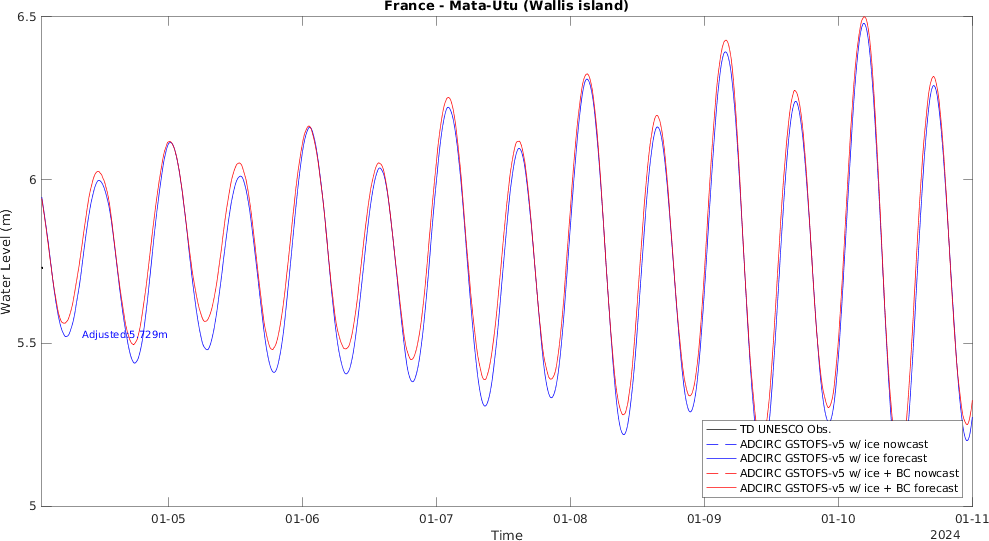 France - Mata-Utu (Wallis island)
6.5
6
5.5
5
Water Level (m)
Adjusted 5.729m
TD UNESCO Obs.
ADCIRC GSTOFS-v5 w/ ice nowcast
ADCIRC GSTOFS-v5 w/ ice forecast
ADCIRC GSTOFS-v5 w/ ice + BC nowcast
ADCIRC GSTOFS-v5 w/ ice + BC forecast
01-05 01-06 01-07 01-08 01-09 01-10 01-11
Time
2024